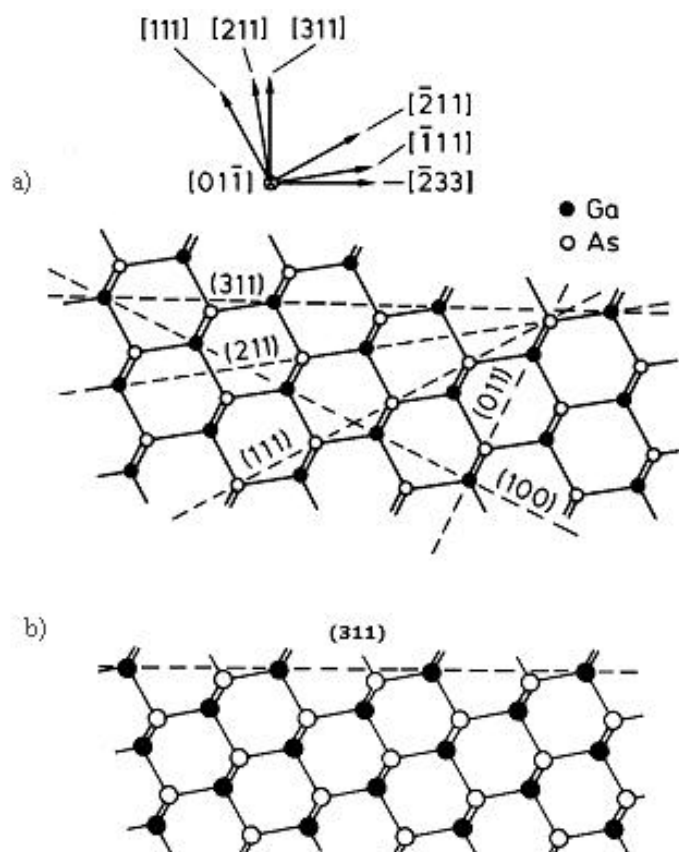 [111] [211] [311]
[2̄11]
[1̄11]
[011̄] [2̄33]
a)
Ga
As
(311)
(211)
(011)
(111)
(100)
b)
(311)